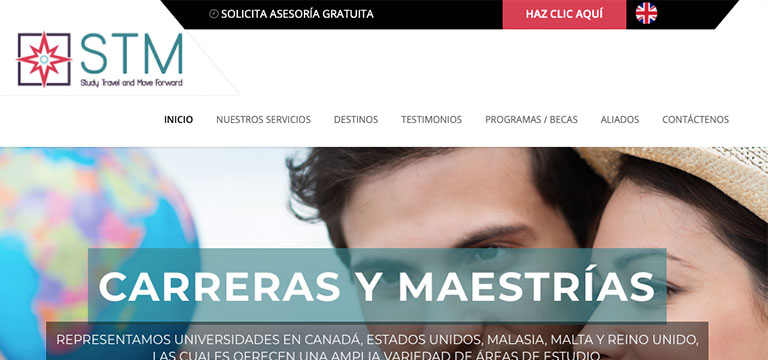 SOLICITA ASESORÍA GRATUITA
HAZ CLIC AQUÍ
STM
Study Travel and Move Forward
INICIO NUESTROS SERVICIOS DESTINOS TESTIMONIOS PROGRAMAS / BECAS ALIADOS CONTÁCTENOS
CARRERAS Y MAESTRÍAS
REPRESENTAMOS UNIVERSIDADES EN CANADÁ, ESTADOS UNIDOS, MALASIA, MALTA Y REINO UNIDO,
LAS CUALES OFRECEN UNA AMPLIA VARIEDAD DE ÁREAS DE ESTUDIO